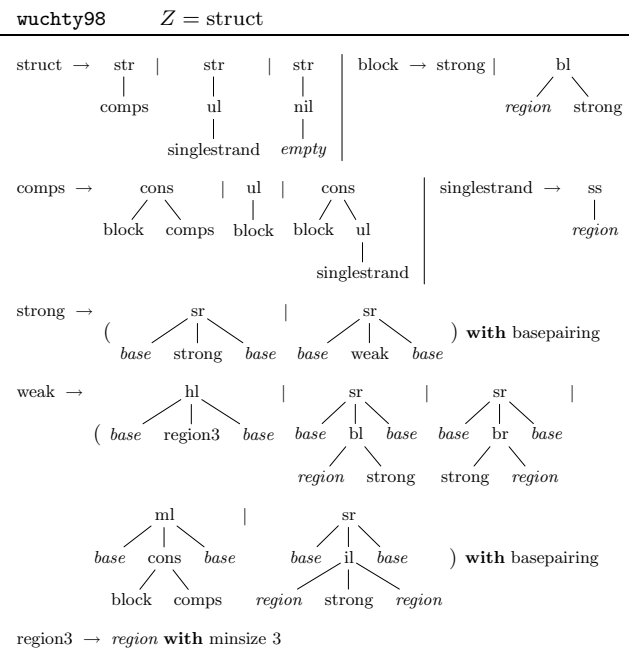 wuchty98 Z = struct
struct → str | str | str block → strong | bl
comps ul nil region strong
singlestrand empty
comps → cons | ul | cons singlestrand → ss
block comps block block ul region
singlestrand
strong → sr | sr
( base strong base base weak base ) with basepairing
weak → hl | sr | sr |
( base region3 base base bl base base br base
region strong strong region
ml | sr
base cons base base il base ) with basepairing
block comps region strong region
region3 → region with minsize 3